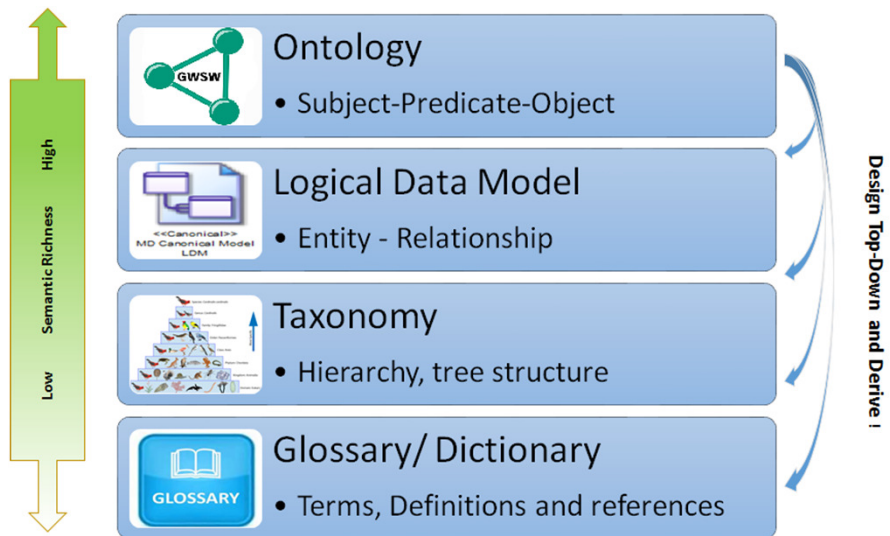 Ontology
• Subject-Predicate-Object
GWSW
Logical Data Model
• Entity - Relationship
<<Canonical>>
MD Canonical Model
LDM
Taxonomy
• Hierarchy, tree structure
Glossary/ Dictionary
• Terms, Definitions and references
GLOSSARY
Low Semantic Richness High
Design Top-Down and Derive !